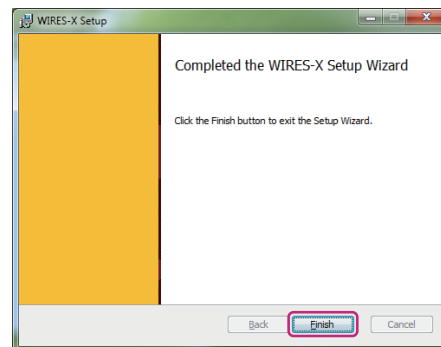 WIRES-X Setup
Completed the WIRES-X Setup Wizard
Click the Finish button to exit the Setup Wizard.
Back Finish Cancel